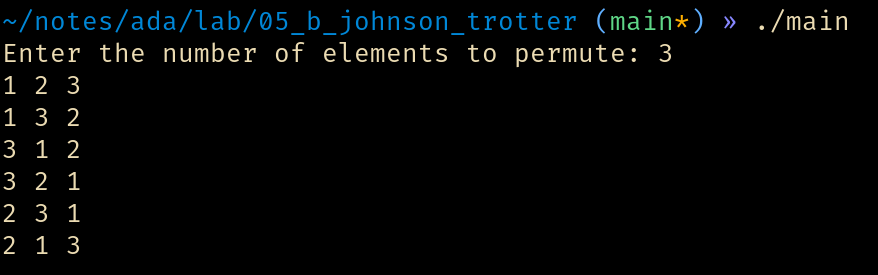 ~/notes/ada/lab/05_b_johnson_trotter (main*) » ./main
Enter the number of elements to permute: 3
1 2 3
1 3 2
3 1 2
3 2 1
2 3 1
2 1 3